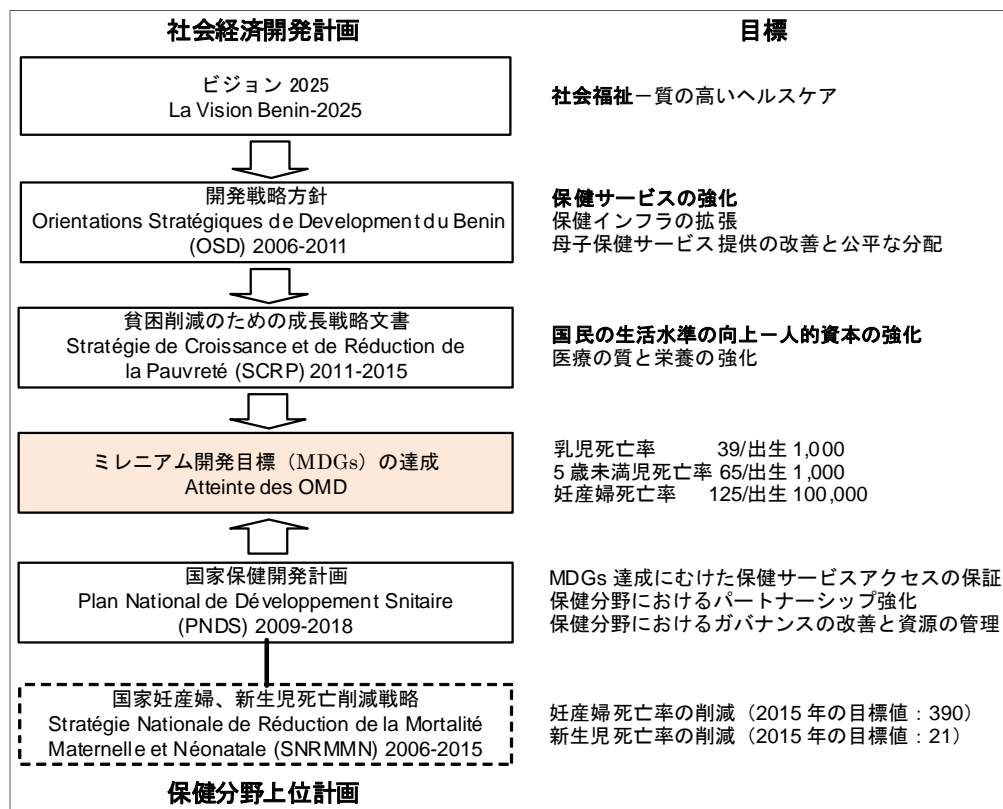 社会経済開発計画 目標
ビジョン 2025
La Vision Benin-2025
社会福祉－質の高いヘルスケア
開発戦略方針
Orientations Stratégiques de Development du Benin
(OSD) 2006-2011
保健サービスの強化
保健インフラの拡張
母子保健サービス提供の改善と公平な分配
貧困削減のための成長戦略文書
Stratégie de Croissance et de Réduction de
la Pauvreté (SCRP) 2011-2015
国民の生活水準の向上－人的資本の強化
医療の質と栄養の強化
ミレニアム開発目標（MDGs）の達成
Atteinte des OMD
乳児死亡率 39/出生 1,000
5 歳未満児死亡率 65/出生 1,000
妊産婦死亡率 125/出生 100,000
国家保健開発計画
Plan National de Développement Snitaire
(PNDS) 2009-2018
MDGs 達成にむけた保健サービスアクセスの保証
保健分野におけるパートナーシップ強化
保健分野におけるガバナンスの改善と資源の管理
国家妊産婦、新生児死亡削減戦略
Stratégie Nationale de Réduction de la Mortalité
Maternelle et Néonatale (SNRMMN) 2006-2015
妊産婦死亡率の削減（2015 年の目標値：390）
新生児死亡率の削減（2015 年の目標値：21）
保健分野上位計画